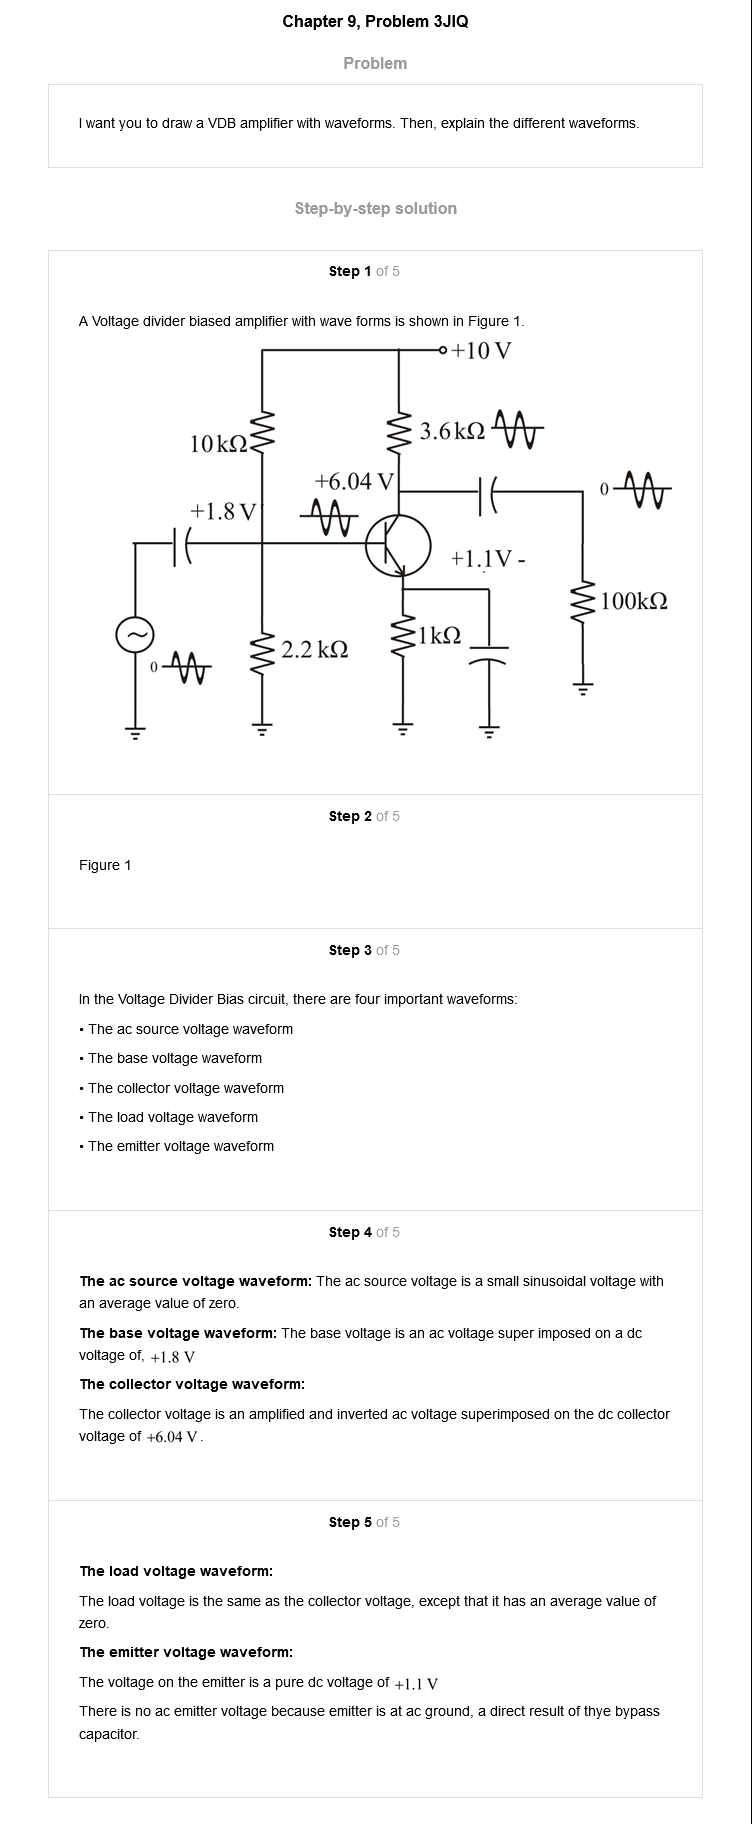 Chapter 9, Problem 3JIQ
Problem
I want you to draw a VDB amplifier with waveforms. Then, explain the different waveforms.
Step-by-step solution
Step 1 of 5
A Voltage divider biased amplifier with wave forms is shown in Figure 1.
+10 V
10 kΩ
3.6 kΩ
+6.04 V
0
+1.8 V
+1.1V -
100kΩ
1kΩ
2.2 kΩ
0
Step 2 of 5
Figure 1
Step 3 of 5
In the Voltage Divider Bias circuit, there are four important waveforms:
• The ac source voltage waveform
• The base voltage waveform
• The collector voltage waveform
• The load voltage waveform
• The emitter voltage waveform
Step 4 of 5
The ac source voltage waveform: The ac source voltage is a small sinusoidal voltage with
an average value of zero.
The base voltage waveform: The base voltage is an ac voltage super imposed on a dc
voltage of, +1.8 V
The collector voltage waveform:
The collector voltage is an amplified and inverted ac voltage superimposed on the dc collector
voltage of +6.04 V.
Step 5 of 5
The load voltage waveform:
The load voltage is the same as the collector voltage, except that it has an average value of
zero.
The emitter voltage waveform:
The voltage on the emitter is a pure dc voltage of +1.1 V
There is no ac emitter voltage because emitter is at ac ground, a direct result of thye bypass
capacitor.